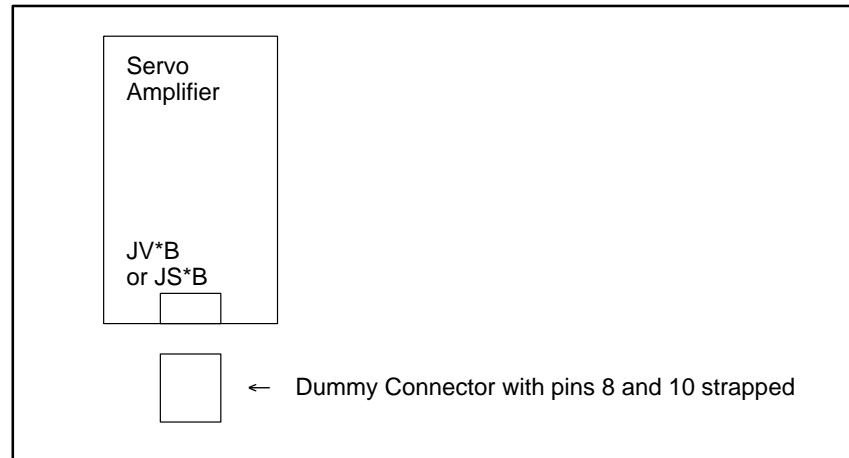 Servo
Amplifier
JV*B
or JS*B
← Dummy Connector with pins 8 and 10 strapped